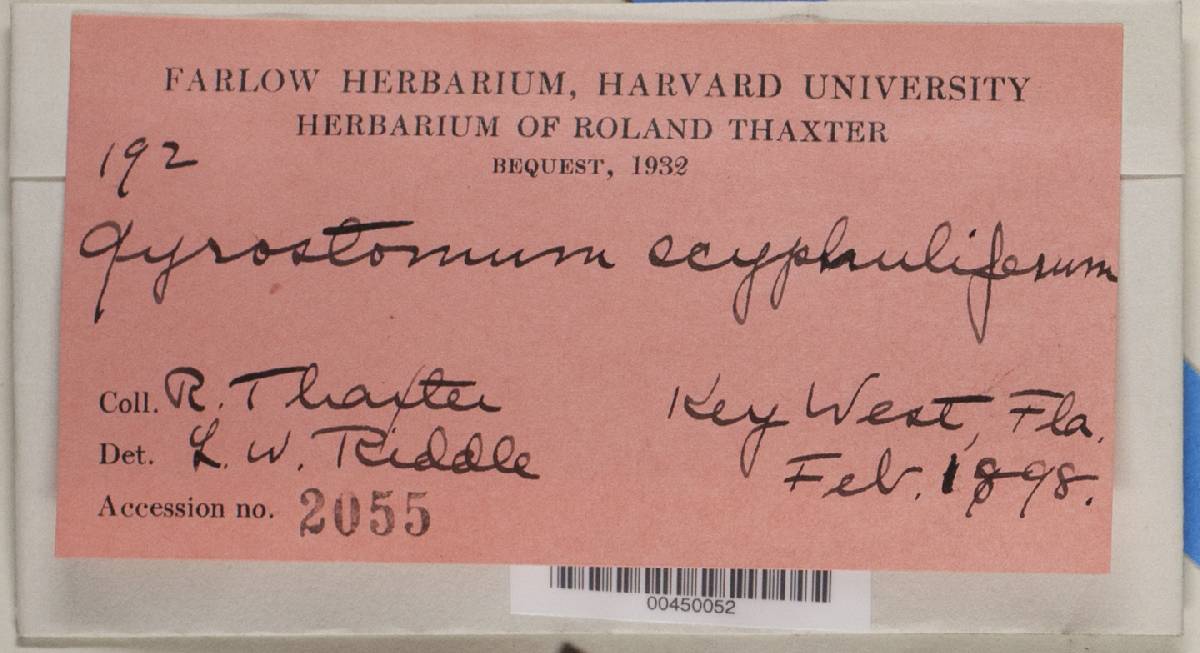 FARLOW HERBARIUM, HARVARD UNIVERSITY
HERBARIUM OF ROLAND THAXTER
BEQUEST, 1932
192
Gyrostomum scyphuliferum
Coll. R. Thaxter
Key West, Fla.
Det. L. W. Riddle
Feb. 1898.
Accession no. 2055
00450052